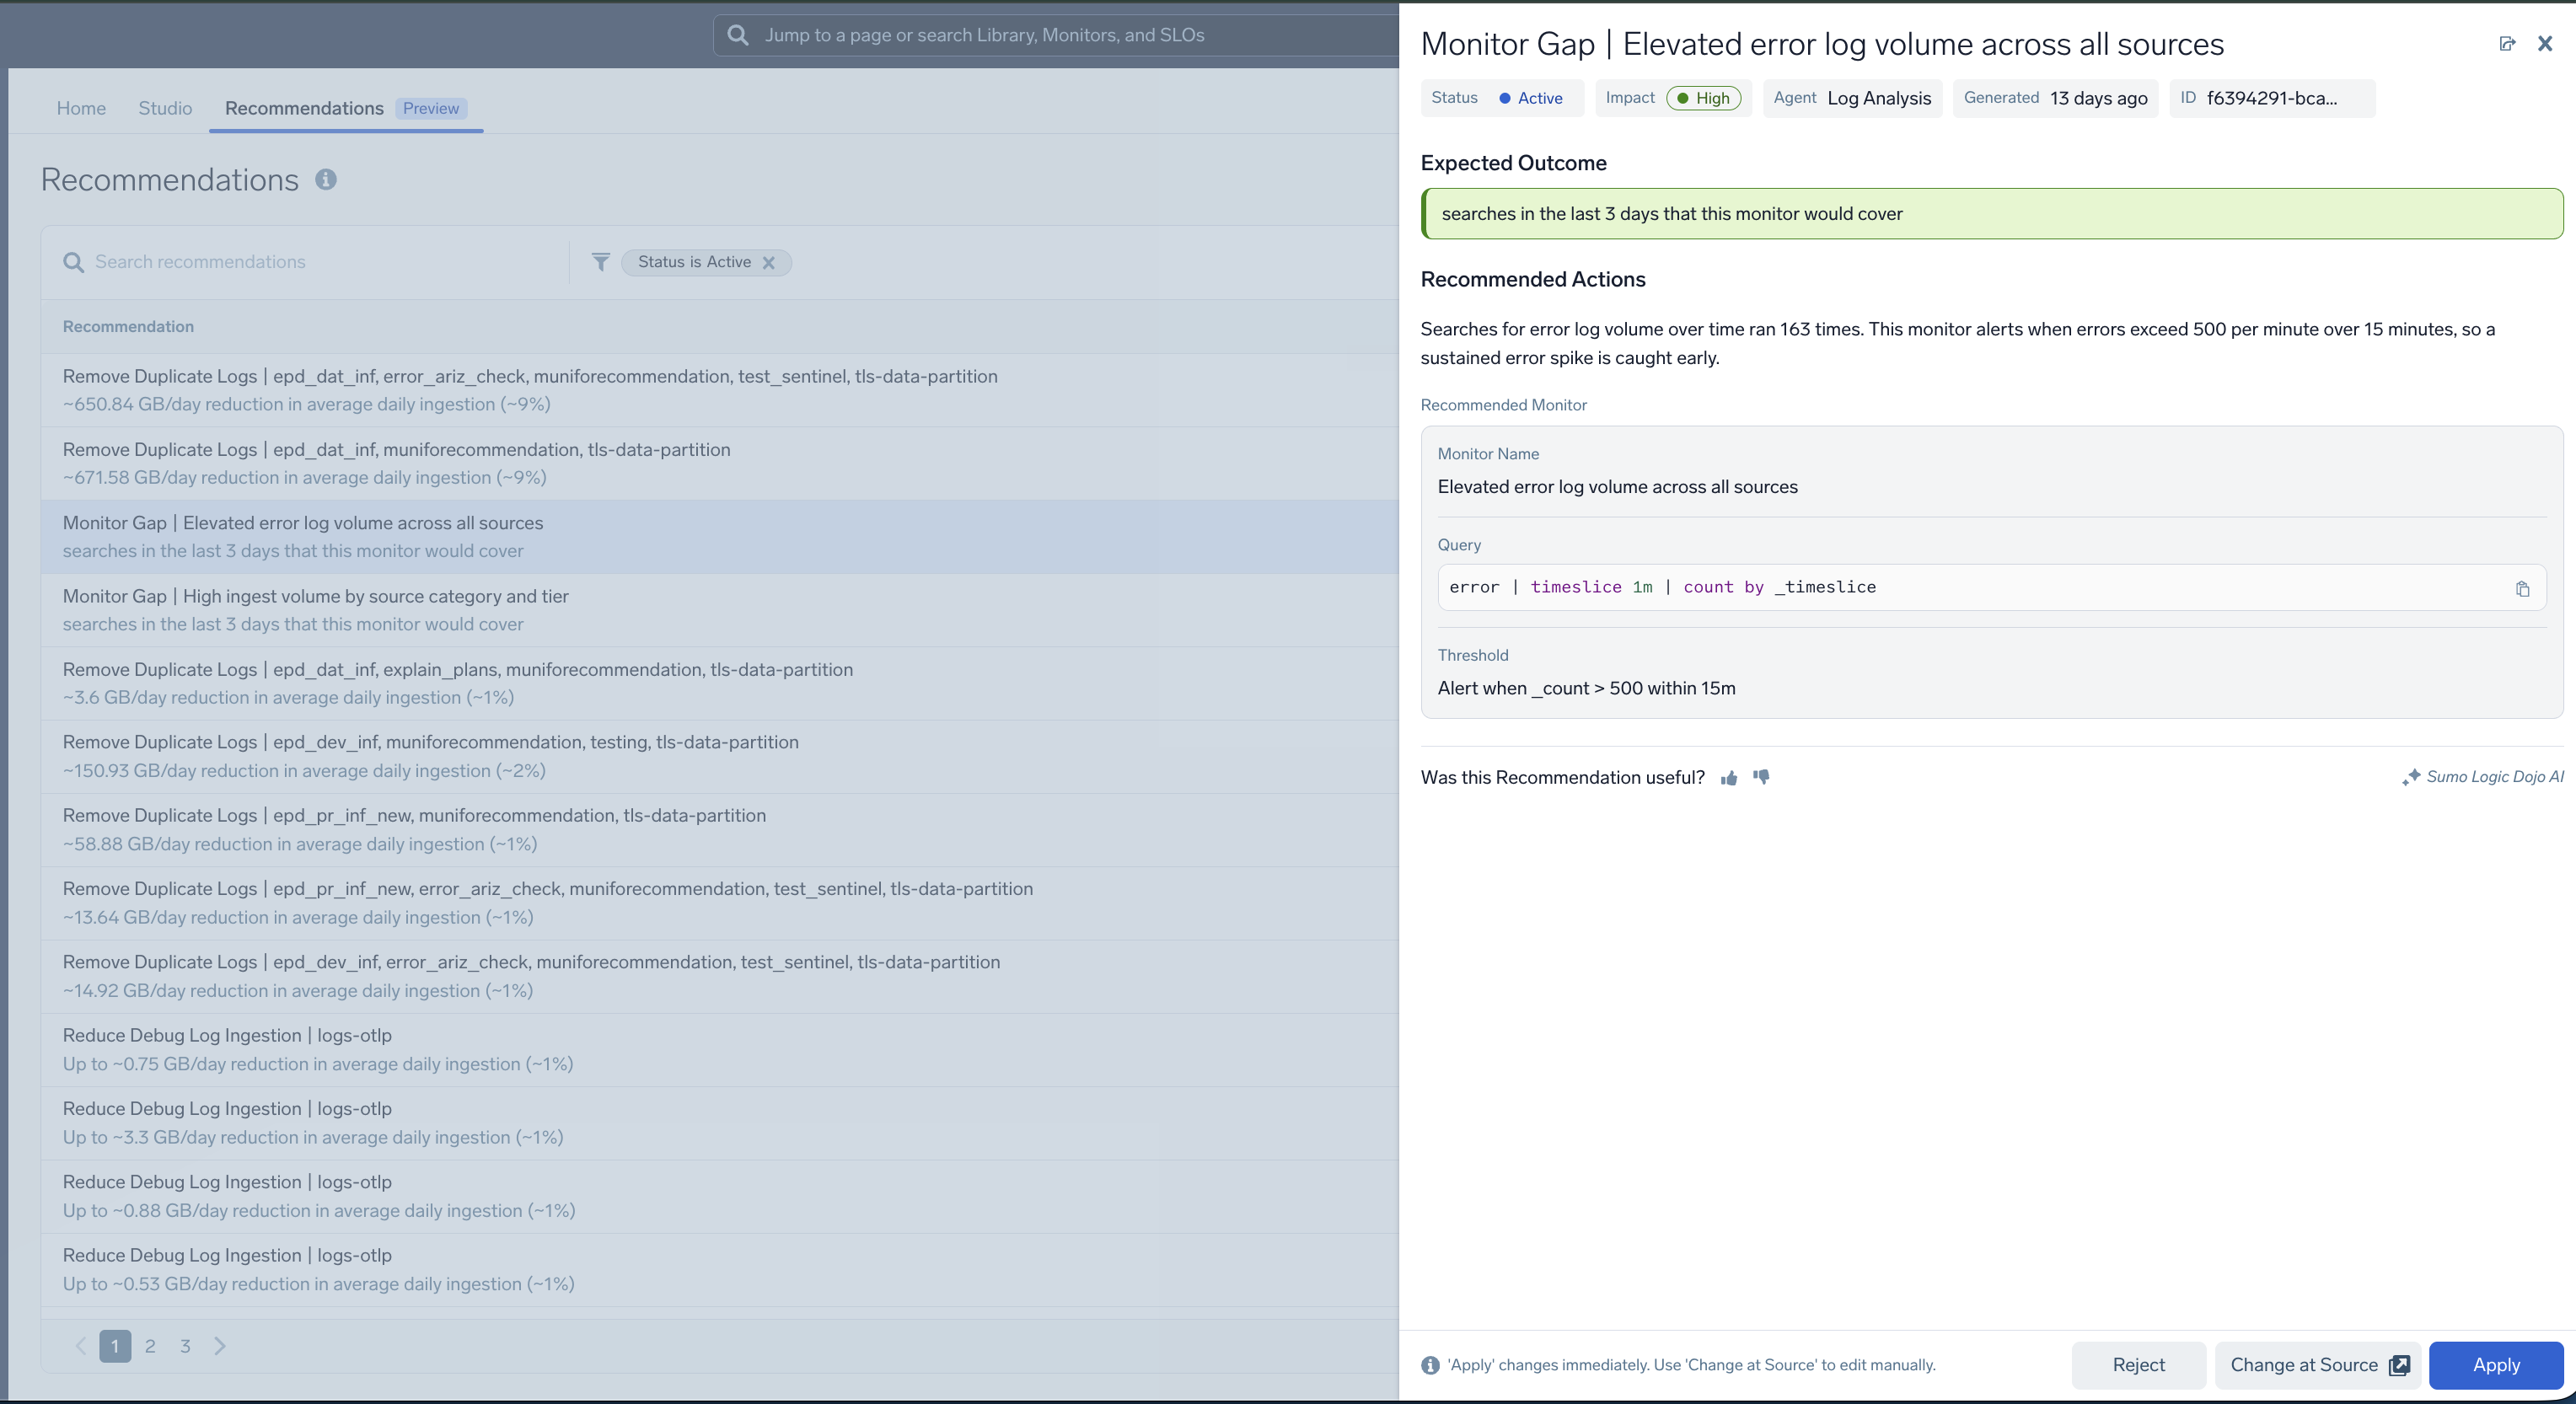 Jump to a page or search Library, Monitors, and SLOs
Home Studio Recommendations Preview
Recommendations
Search recommendations
Status is Active
Recommendation
Remove Duplicate Logs | epd_dat_inf, error_ariz_check, muniforecommendation, test_sentinel, tls-data-partition
~650.84 GB/day reduction in average daily ingestion (~9%)
Remove Duplicate Logs | epd_dat_inf, muniforecommendation, tls-data-partition
~671.58 GB/day reduction in average daily ingestion (~9%)
Monitor Gap | Elevated error log volume across all sources
searches in the last 3 days that this monitor would cover
Monitor Gap | High ingest volume by source category and tier
searches in the last 3 days that this monitor would cover
Remove Duplicate Logs | epd_dat_inf, explain_plans, muniforecommendation, tls-data-partition
~3.6 GB/day reduction in average daily ingestion (~1%)
Remove Duplicate Logs | epd_dev_inf, muniforecommendation, testing, tls-data-partition
~150.93 GB/day reduction in average daily ingestion (~2%)
Remove Duplicate Logs | epd_pr_inf_new, muniforecommendation, tls-data-partition
~58.88 GB/day reduction in average daily ingestion (~1%)
Remove Duplicate Logs | epd_pr_inf_new, error_ariz_check, muniforecommendation, test_sentinel, tls-data-partition
~13.64 GB/day reduction in average daily ingestion (~1%)
Remove Duplicate Logs | epd_dev_inf, error_ariz_check, muniforecommendation, test_sentinel, tls-data-partition
~14.92 GB/day reduction in average daily ingestion (~1%)
Reduce Debug Log Ingestion | logs-otlp
Up to ~0.75 GB/day reduction in average daily ingestion (~1%)
Reduce Debug Log Ingestion | logs-otlp
Up to ~3.3 GB/day reduction in average daily ingestion (~1%)
Reduce Debug Log Ingestion | logs-otlp
Up to ~0.88 GB/day reduction in average daily ingestion (~1%)
Reduce Debug Log Ingestion | logs-otlp
Up to ~0.53 GB/day reduction in average daily ingestion (~1%)
1 2 3
Monitor Gap | Elevated error log volume across all sources
Status Active Impact High Agent Log Analysis Generated 13 days ago ID f6394291-bca...
Expected Outcome
searches in the last 3 days that this monitor would cover
Recommended Actions
Searches for error log volume over time ran 163 times. This monitor alerts when errors exceed 500 per minute over 15 minutes, so a
sustained error spike is caught early.
Recommended Monitor
Monitor Name
Elevated error log volume across all sources
Query
error | timeslice 1m | count by _timeslice
Threshold
Alert when _count > 500 within 15m
Was this Recommendation useful?
Sumo Logic Dojo AI
'Apply' changes immediately. Use 'Change at Source' to edit manually.
Reject Change at Source Apply